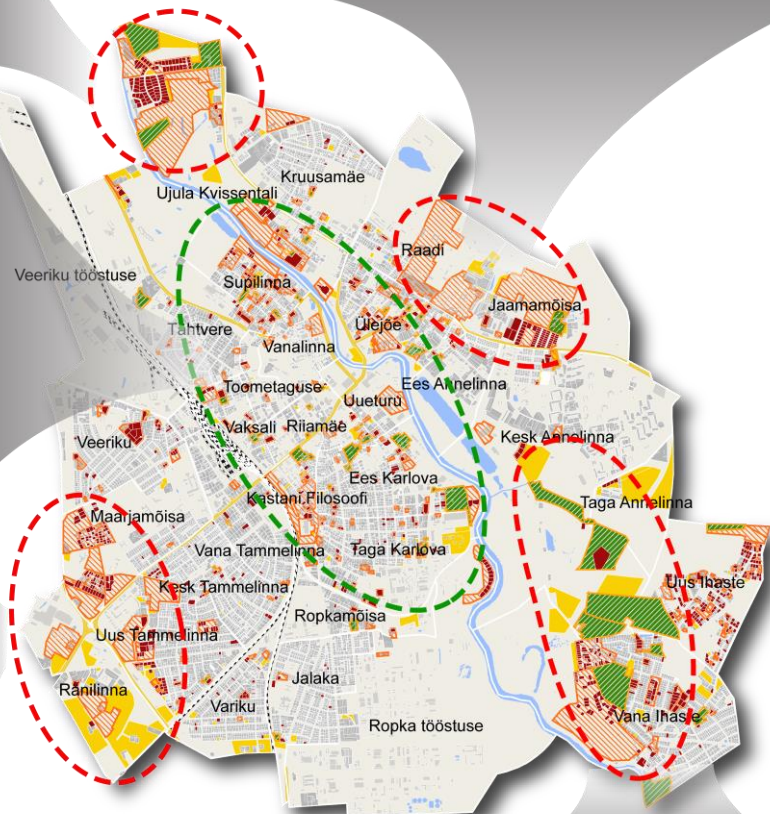 Kruusamäe
Ujula Kvissentali
Raadi
Veeriku tööstuse
Supilinna
Jaamamõisa
Tähtvere
Ülejõe
Vanalinna
Toometaguse
Ees Annelinna
Uueturu
Vaksali
Riiamäe
Veeriku
Kesk Annelinna
Ees Karlova
Kastani Filosoofi
Taga Annelinna
Maarjamõisa
Vana Tammelinna
Taga Karlova
Uus Ihaste
Kesk Tammelinna
Ropkamõisa
Uus Tammelinna
Jalaka
Ränilinna
Variku
Vana Ihaste
Ropka tööstuse